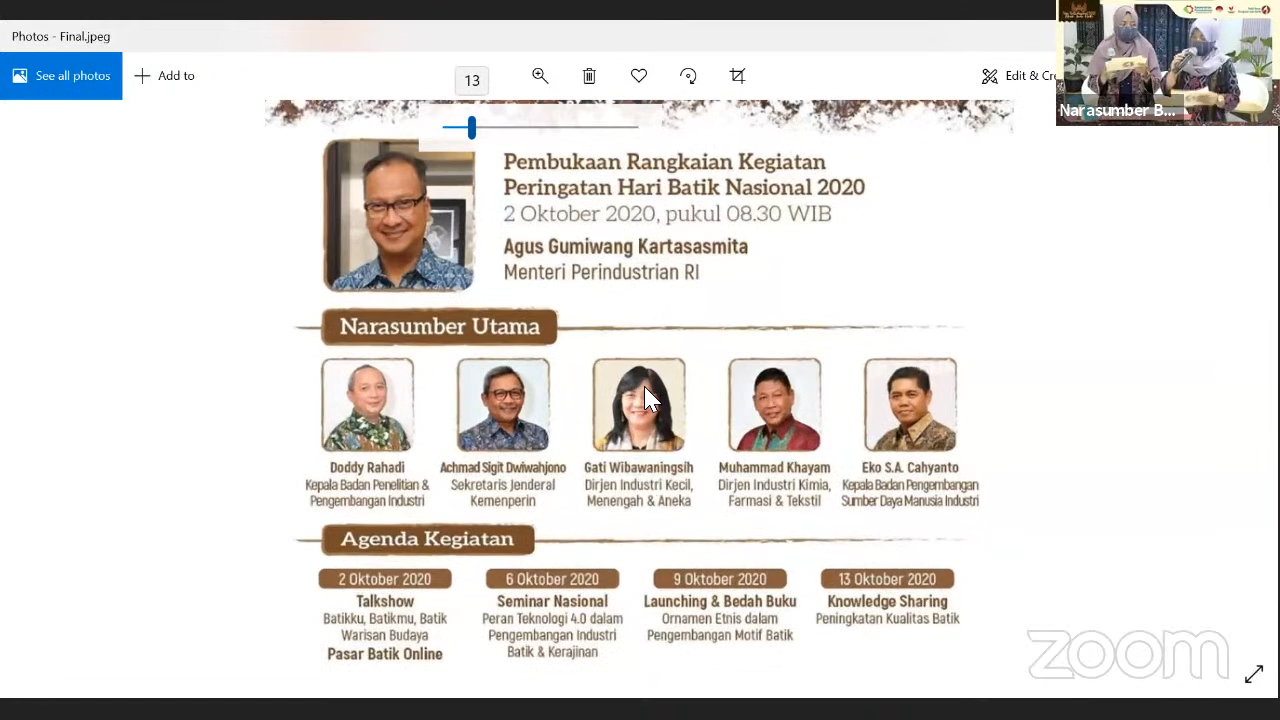 Photos - Final.jpeg
See all photos
Add to
13
Edit & Cre
Narasumber B...
Pembukaan Rangkaian Kegiatan
Peringatan Hari Batik Nasional 2020
2 Oktober 2020, pukul 08.30 WIB
Agus Gumiwang Kartasasmita
Menteri Perindustrian RI
Narasumber Utama
Doddy Rahadi
Kepala Badan Penelitian &
Pengembangan Industri
Achmad Sigit Dwiwahjono
Sekretaris Jenderal
Kemenperin
Gati Wibawaningsih
Dirjen Industri Kecil,
Menengah & Aneka
Muhammad Khayam
Dirjen Industri Kimia,
Farmasi & Tekstil
Eko S.A. Cahyanto
Kepala Badan Pengembangan
Sumber Daya Manusia Industri
Agenda Kegiatan
2 Oktober 2020
Talkshow
Batikku, Batikmu, Batik
Warisan Budaya
Pasar Batik Online
6 Oktober 2020
Seminar Nasional
Peran Teknologi 4.0 dalam
Pengembangan Industri
Batik & Kerajinan
9 Oktober 2020
Launching & Bedah Buku
Ornamen Etnis dalam
Pengembangan Motif Batik
13 Oktober 2020
Knowledge Sharing
Peningkatan Kualitas Batik
zoom